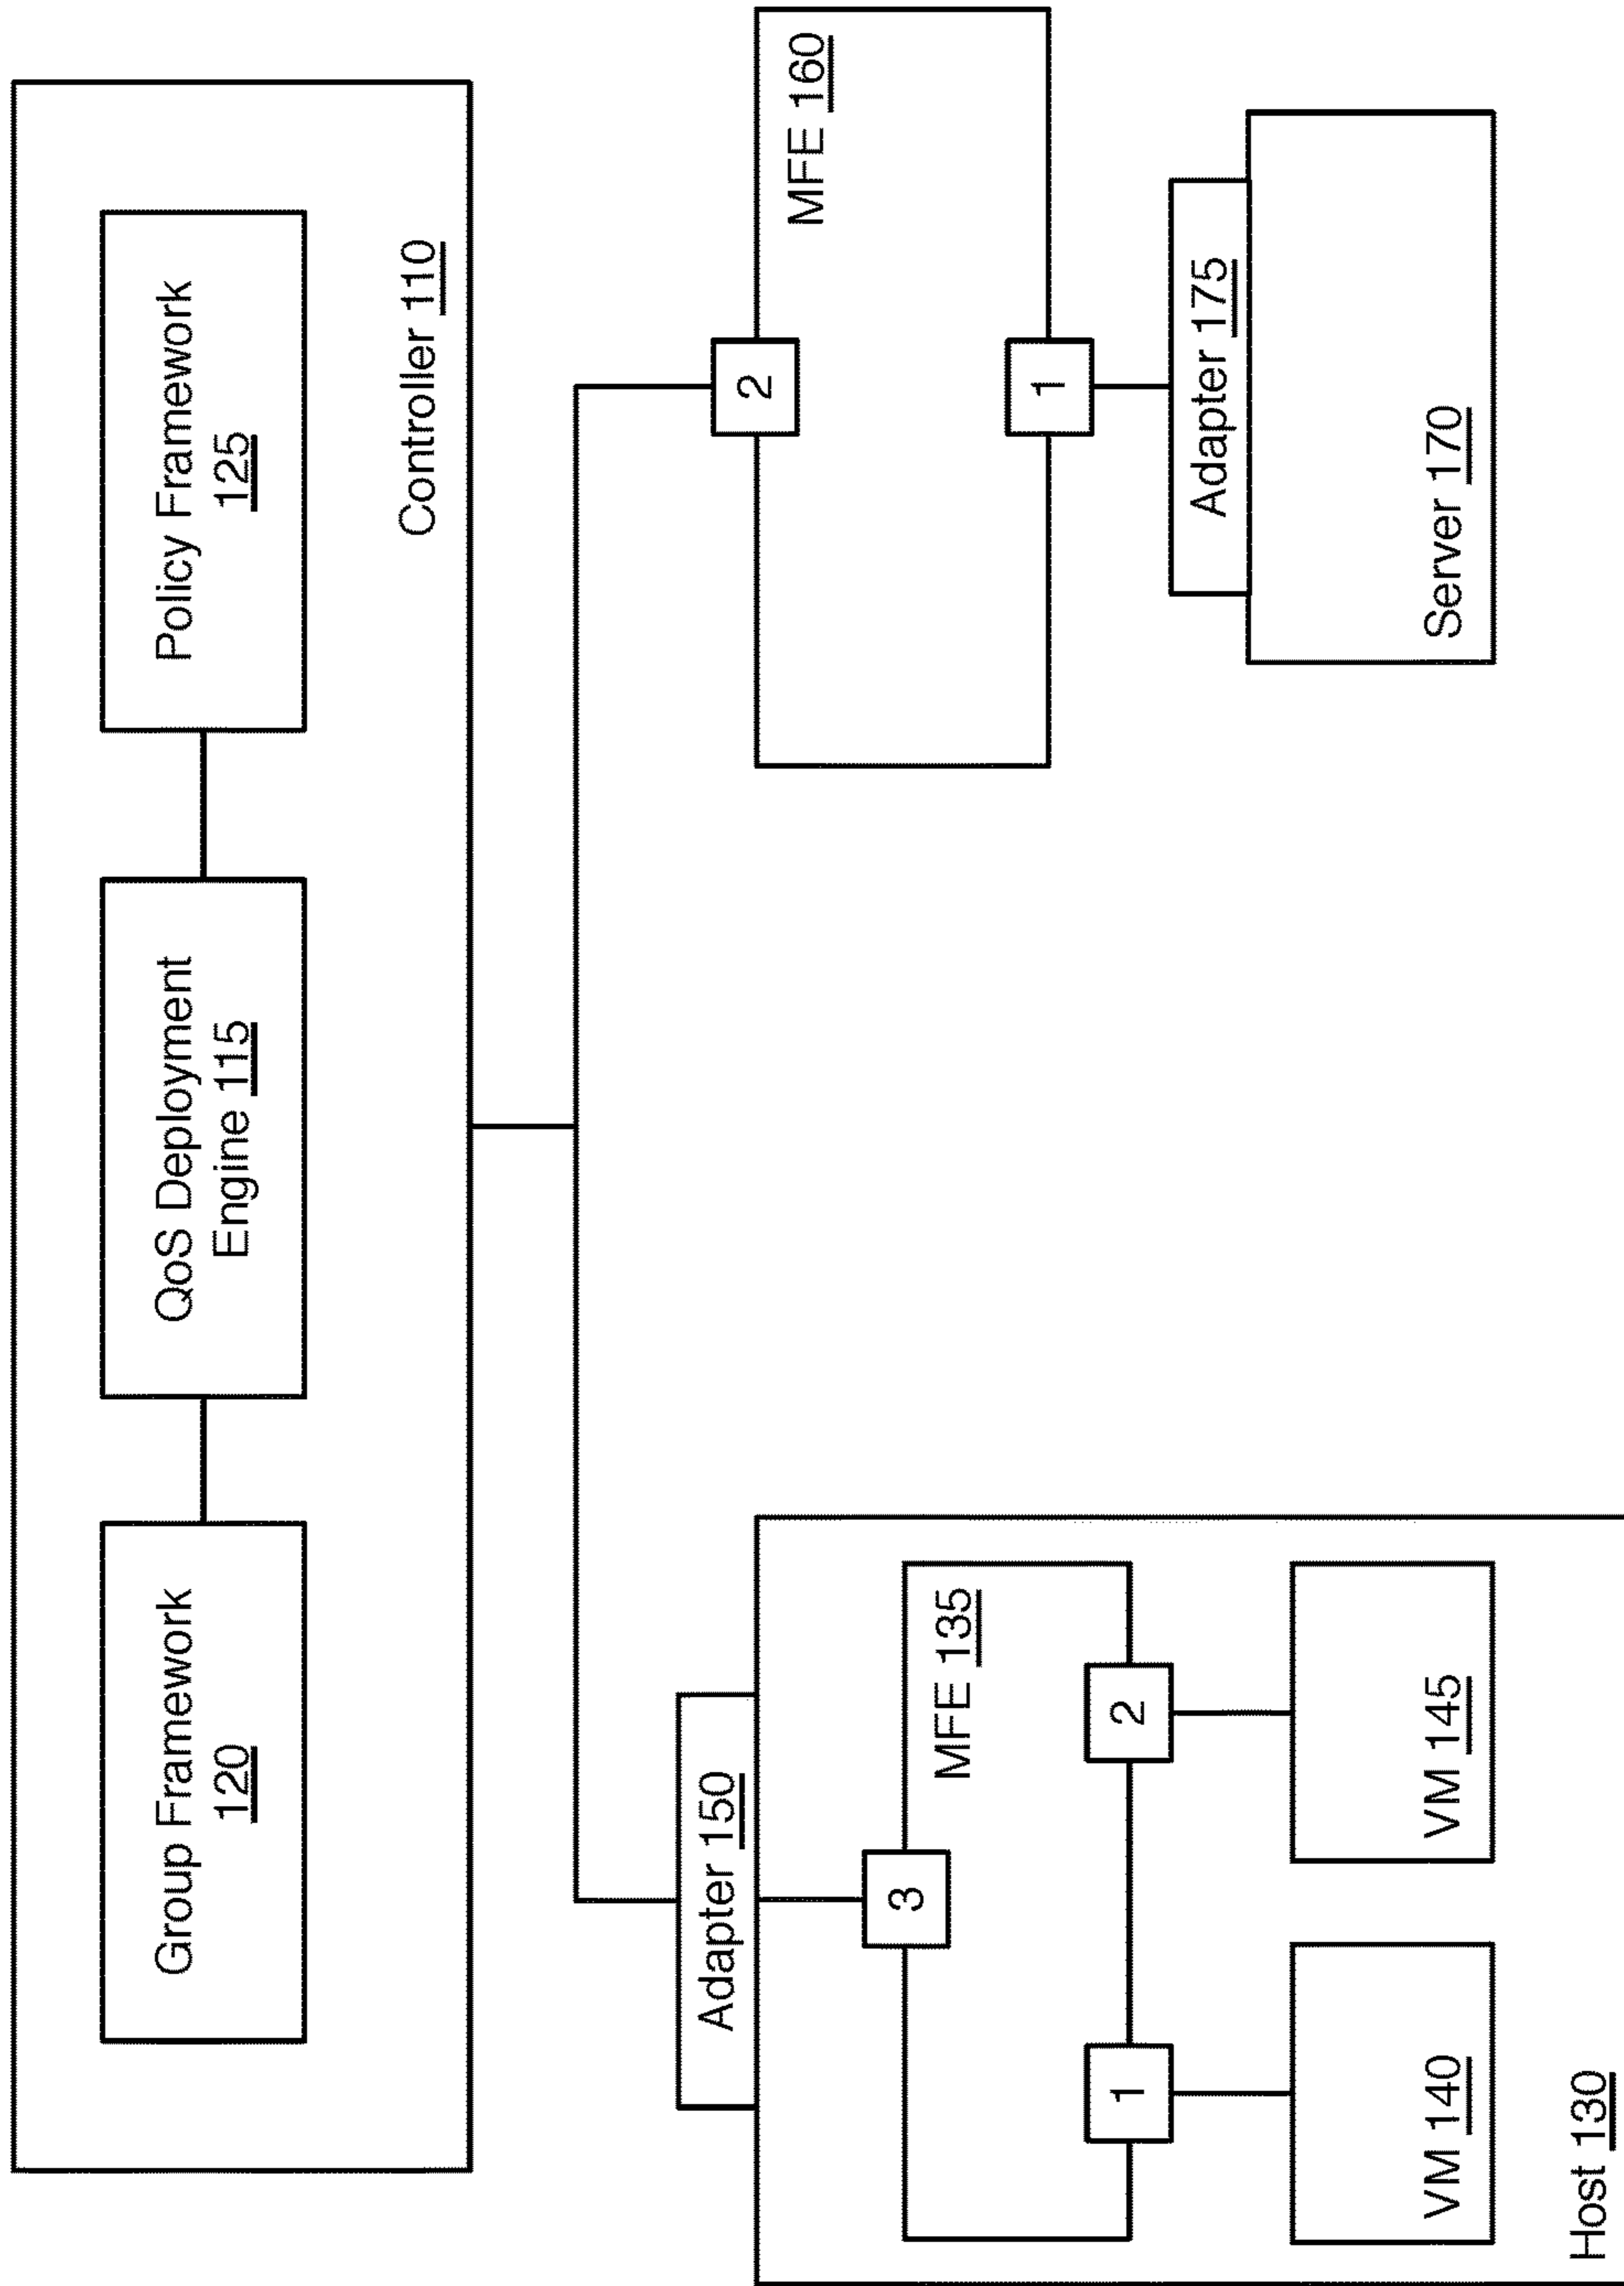 Group Framework
120
QoS Deployment
Engine 115
Policy Framework
125
Controller 110
Adapter 150
3
MFE 135
1
2
VM 140
VM 145
Host 130
2
MFE 160
1
Adapter 175
Server 170